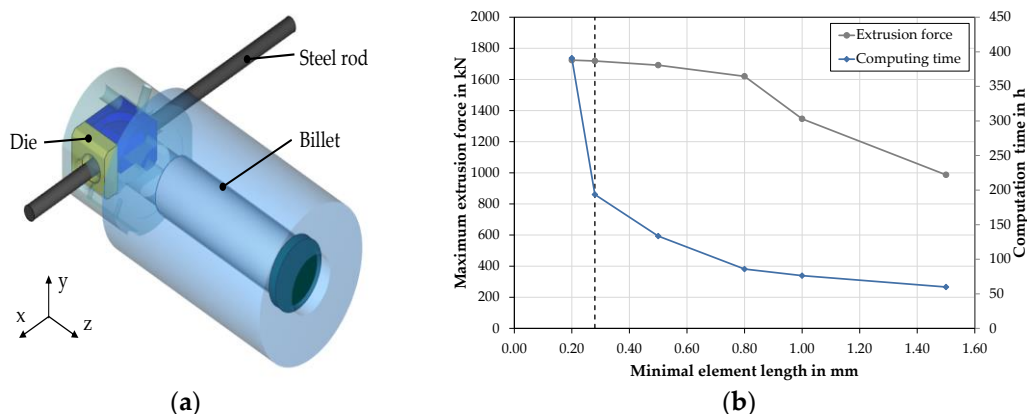 Steel rod
Die
Billet
y
x
z
(a)
Maximum extrusion force in kN
2000
1800
1600
1400
1200
1000
800
600
400
200
0
Extrusion force
Computing time
450
400
350
300
250
200
150
100
50
0
Computation time in h
0.00 0.20 0.40 0.60 0.80 1.00 1.20 1.40 1.60
Minimal element length in mm
(b)